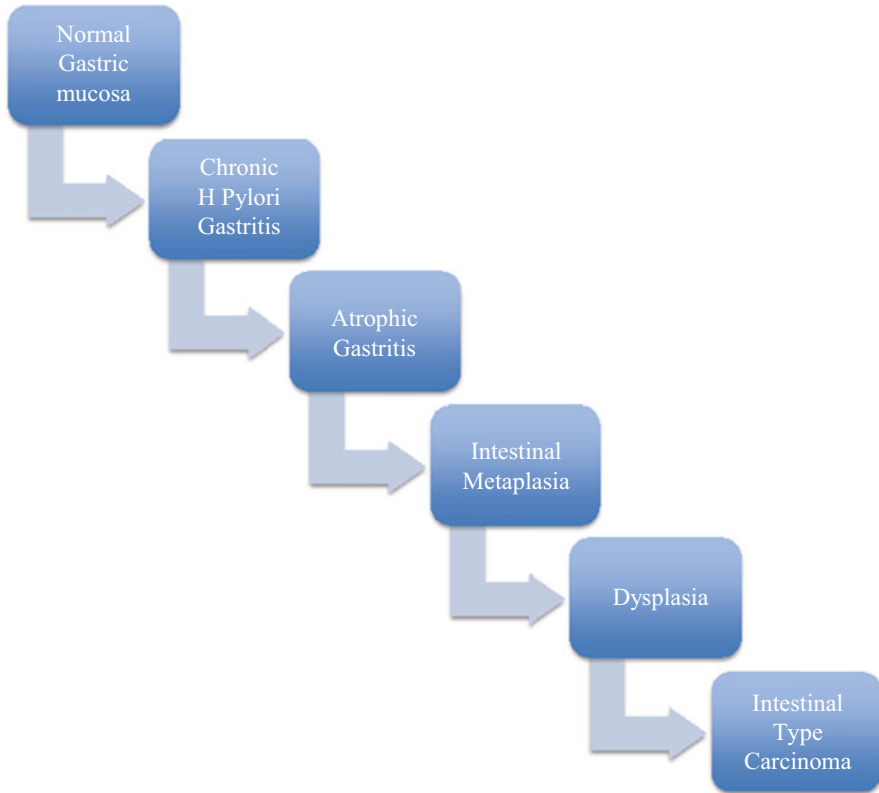 Normal
Gastric
mucosa
Chronic
H Pylori
Gastritis
Atrophic
Gastritis
Intestinal
Metaplasia
Dysplasia
Intestinal
Type
Carcinoma